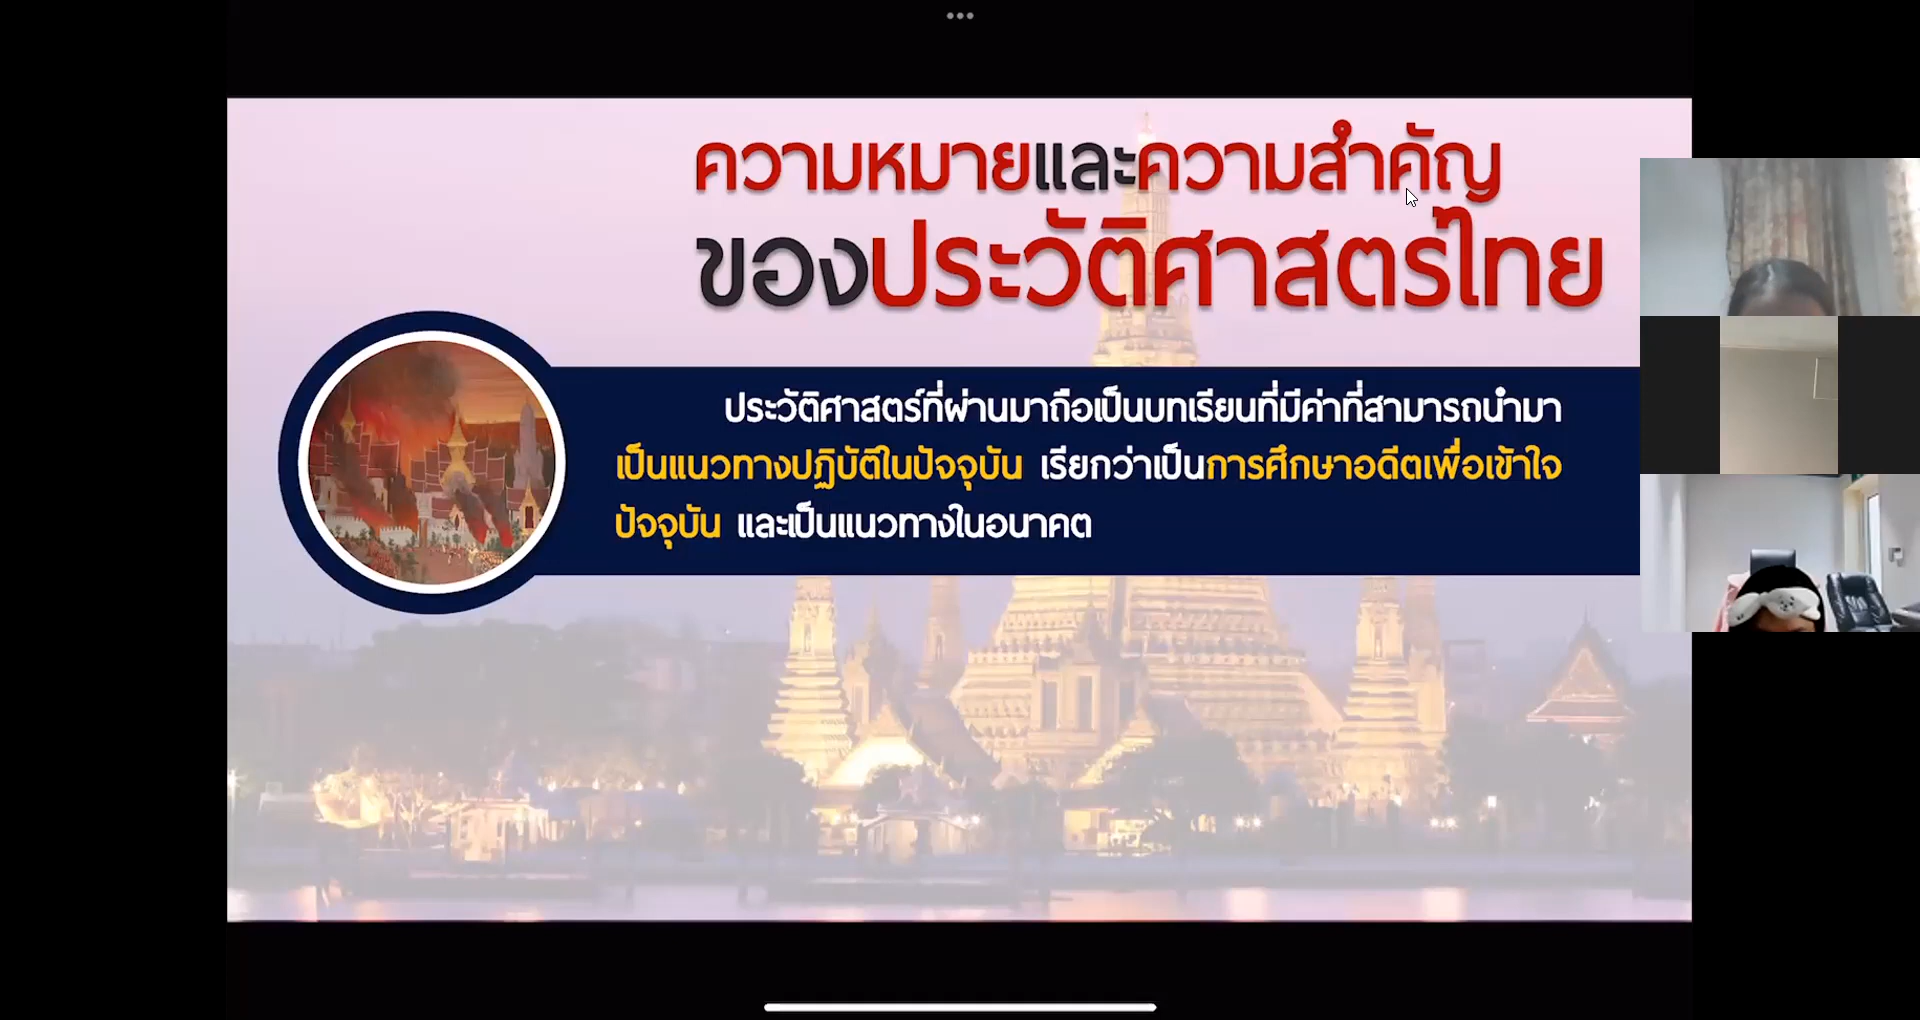 ความหมายและความสำคัญ
ของประวัติศาสตร์ไทย
ประวัติศาสตร์ที่ผ่านมาถือเป็นบทเรียนที่มีค่าที่สามารถนำมา
เป็นแนวทางปฏิบัติในปัจจุบัน เรียกว่าเป็นการศึกษาอดีตเพื่อเข้าใจ
ปัจจุบัน และเป็นแนวทางในอนาคต